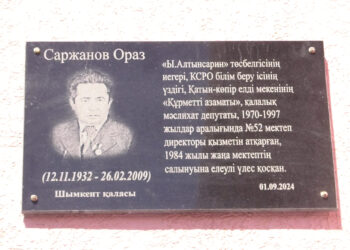 Саржанов Ораз
(12.11.1932 - 26.02.2009)
Шымкент қаласы
«Ы.Алтынсарин» төсбелгісінің
иегері, КСРО білім беру ісінің
үздігі, Қатын-көпір елді мекенінің
«Құрметті азаматы», қалалық
мәслихат депутаты, 1970-1997
жылдар аралығында №52 мектеп
директоры қызметін атқарған,
1984 жылы жаңа мектептің
салынуына елеулі үлес қосқан.
01.09.2024